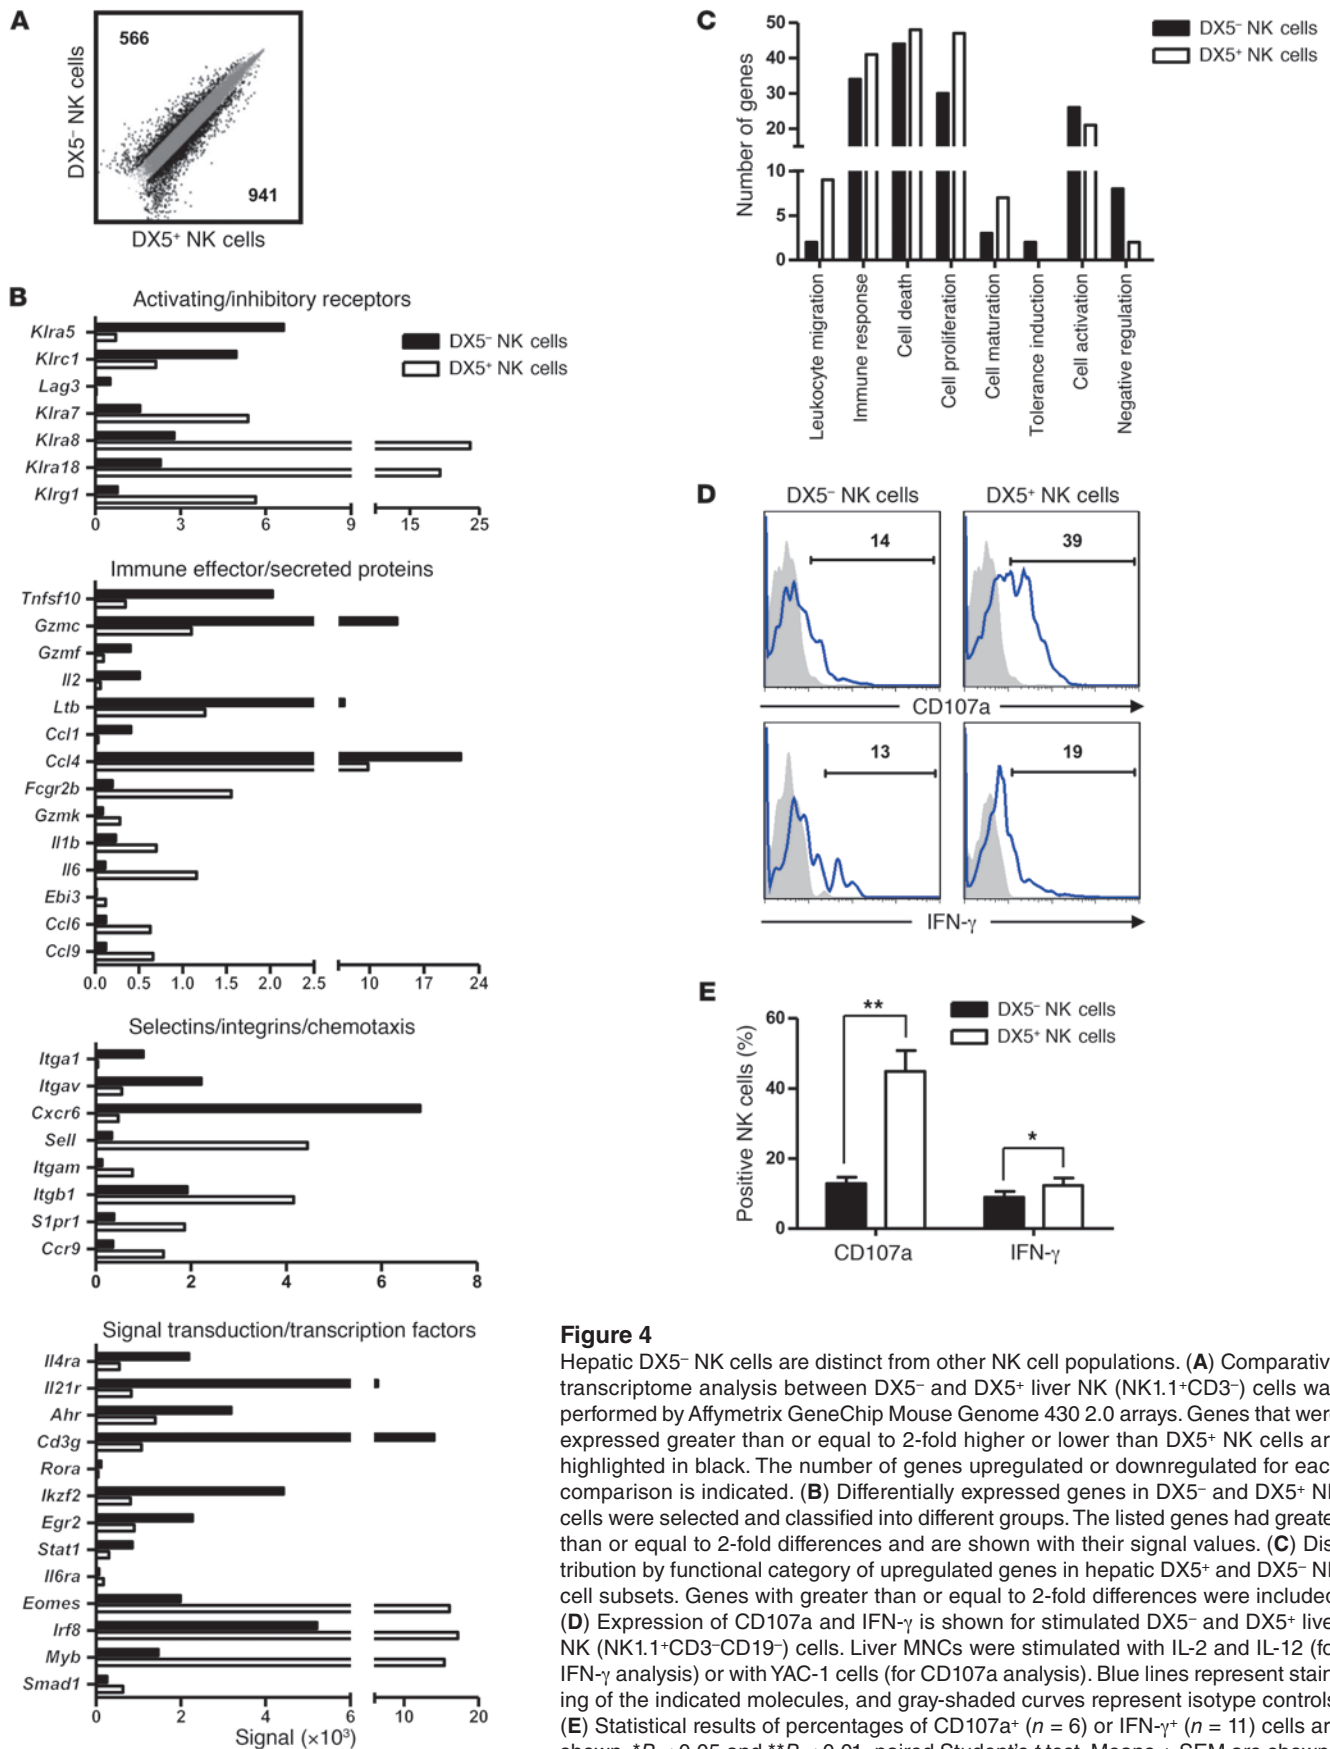 A
566
941
DX5⁻ NK cells
DX5⁺ NK cells
B
Activating/inhibitory receptors
DX5⁻ NK cells
DX5⁺ NK cells
Klra5
Klrc1
Lag3
Klra7
Klra8
Klra18
Klrg1
0 3 6 9 15 25
Immune effector/secreted proteins
Tnfsf10
Gzmc
Gzmf
Il2
Ltb
Ccl1
Ccl4
Fcgr2b
Gzmk
Il1b
Il6
Ebi3
Ccl6
Ccl9
0.0 0.5 1.0 1.5 2.0 2.5 10 17 24
Selectins/integrins/chemotaxis
Itga1
Itgav
Cxcr6
Sell
Itgam
Itgb1
S1pr1
Ccr9
0 2 4 6 8
Signal transduction/transcription factors
Il4ra
Il21r
Ahr
Cd3g
Rora
Ikzf2
Egr2
Stat1
Il6ra
Eomes
Irf8
Myb
Smad1
0 2 4 6 10 20
Signal (×10³)
C
DX5⁻ NK cells
DX5⁺ NK cells
Number of genes
50
40
30
20
10
5
0
Leukocyte migration
Immune response
Cell death
Cell proliferation
Cell maturation
Tolerance induction
Cell activation
Negative regulation
D
DX5⁻ NK cells
DX5⁺ NK cells
14
39
CD107a
13
19
IFN-γ
E
DX5⁻ NK cells
DX5⁺ NK cells
Positive NK cells (%)
60
40
20
0
**
*
CD107a
IFN-γ
Figure 4
Hepatic DX5⁻ NK cells are distinct from other NK cell populations. (A) Comparativ
transcriptome analysis between DX5⁻ and DX5⁺ liver NK (NK1.1⁺CD3⁻) cells wa
performed by Affymetrix GeneChip Mouse Genome 430 2.0 arrays. Genes that were
expressed greater than or equal to 2-fold higher or lower than DX5⁺ NK cells ar
highlighted in black. The number of genes upregulated or downregulated for eac
comparison is indicated. (B) Differentially expressed genes in DX5⁻ and DX5⁺ N
cells were selected and classified into different groups. The listed genes had greate
than or equal to 2-fold differences and are shown with their signal values. (C) Dis
tribution by functional category of upregulated genes in hepatic DX5⁺ and DX5⁻ N
cell subsets. Genes with greater than or equal to 2-fold differences were included
(D) Expression of CD107a and IFN-γ is shown for stimulated DX5⁻ and DX5⁺ live
NK (NK1.1⁺CD3⁻CD19⁻) cells. Liver MNCs were stimulated with IL-2 and IL-12 (fo
IFN-γ analysis) or with YAC-1 cells (for CD107a analysis). Blue lines represent stain
ing of the indicated molecules, and gray-shaded curves represent isotype controls
(E) Statistical results of percentages of CD107a⁺ (n = 6) or IFN-γ⁺ (n = 11) cells ar